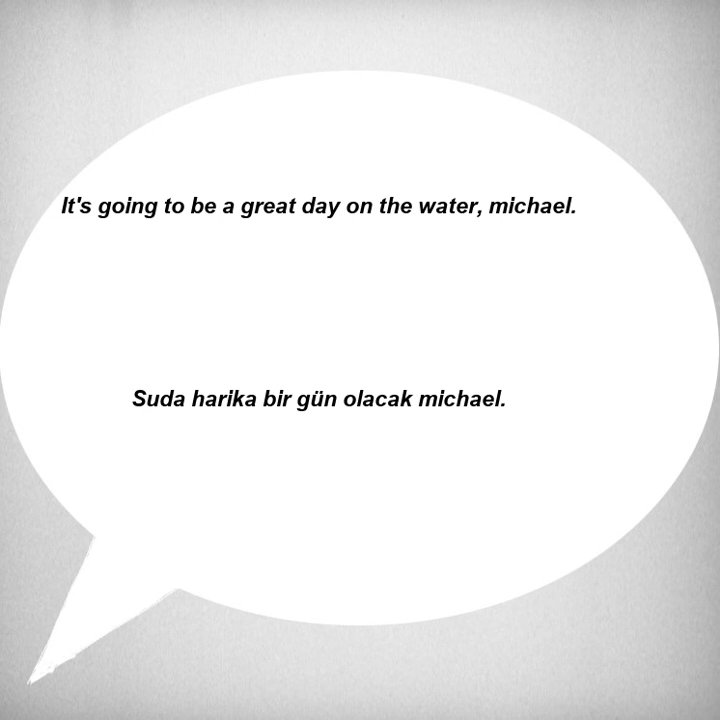 It's going to be a great day on the water, michael.
Suda harika bir gün olacak michael.